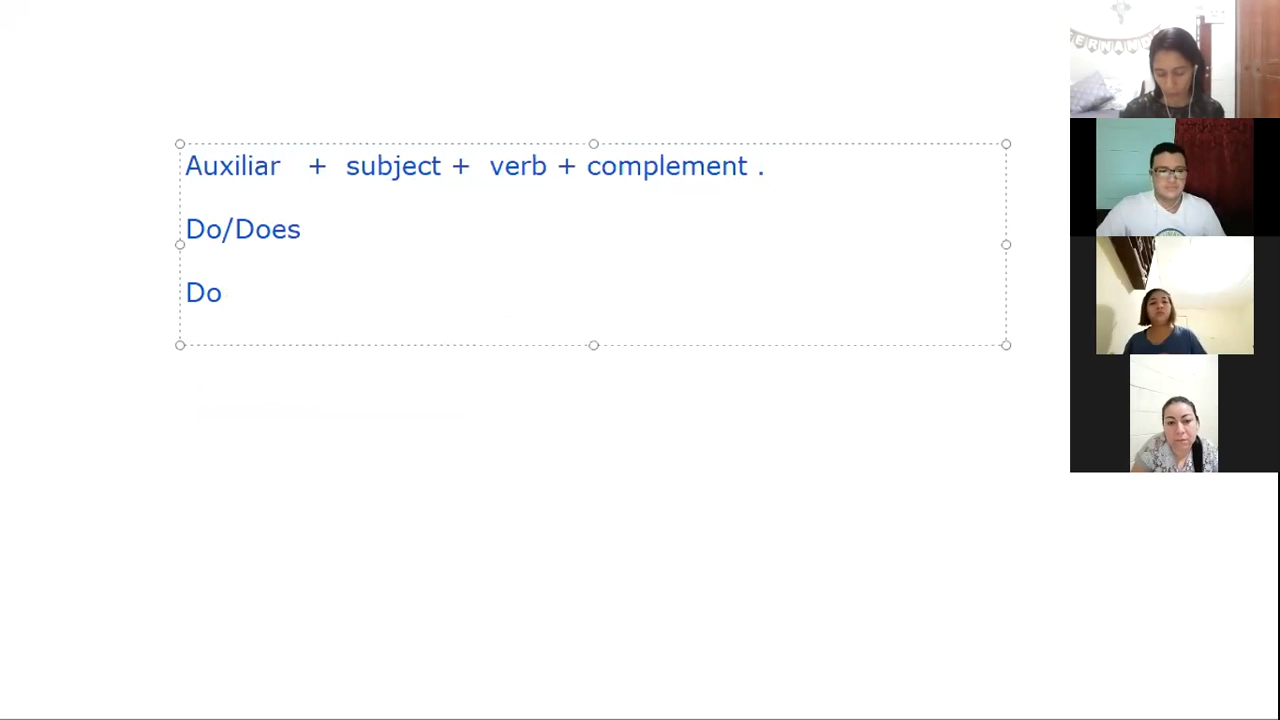 Auxiliar + subject + verb + complement .
Do/Does
Do